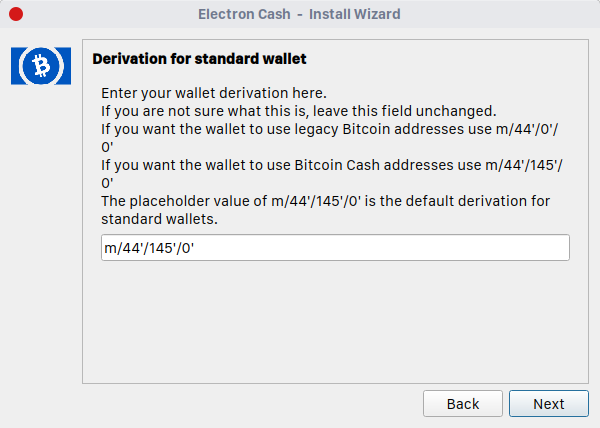 Electron Cash - Install Wizard
Derivation for standard wallet
Enter your wallet derivation here.
If you are not sure what this is, leave this field unchanged.
If you want the wallet to use legacy Bitcoin addresses use m/44'/0'/
0'
If you want the wallet to use Bitcoin Cash addresses use m/44'/145'/
0'
The placeholder value of m/44'/145'/0' is the default derivation for
standard wallets.
m/44'/145'/0'
Back Next